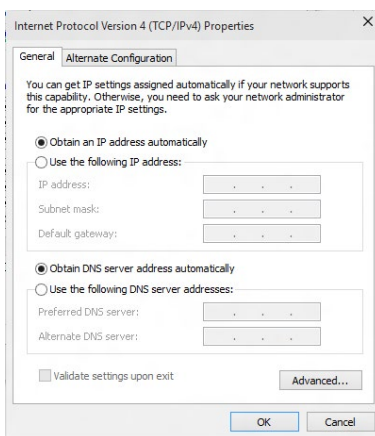 Internet Protocol Version 4 (TCP/IPv4) Properties
General
Alternate Configuration
You can get IP settings assigned automatically if your network supports
this capability. Otherwise, you need to ask your network administrator
for the appropriate IP settings.
Obtain an IP address automatically
Use the following IP address:
IP address:
Subnet mask:
Default gateway:
Obtain DNS server address automatically
Use the following DNS server addresses:
Preferred DNS server:
Alternate DNS server:
Validate settings upon exit
Advanced...
OK
Cancel